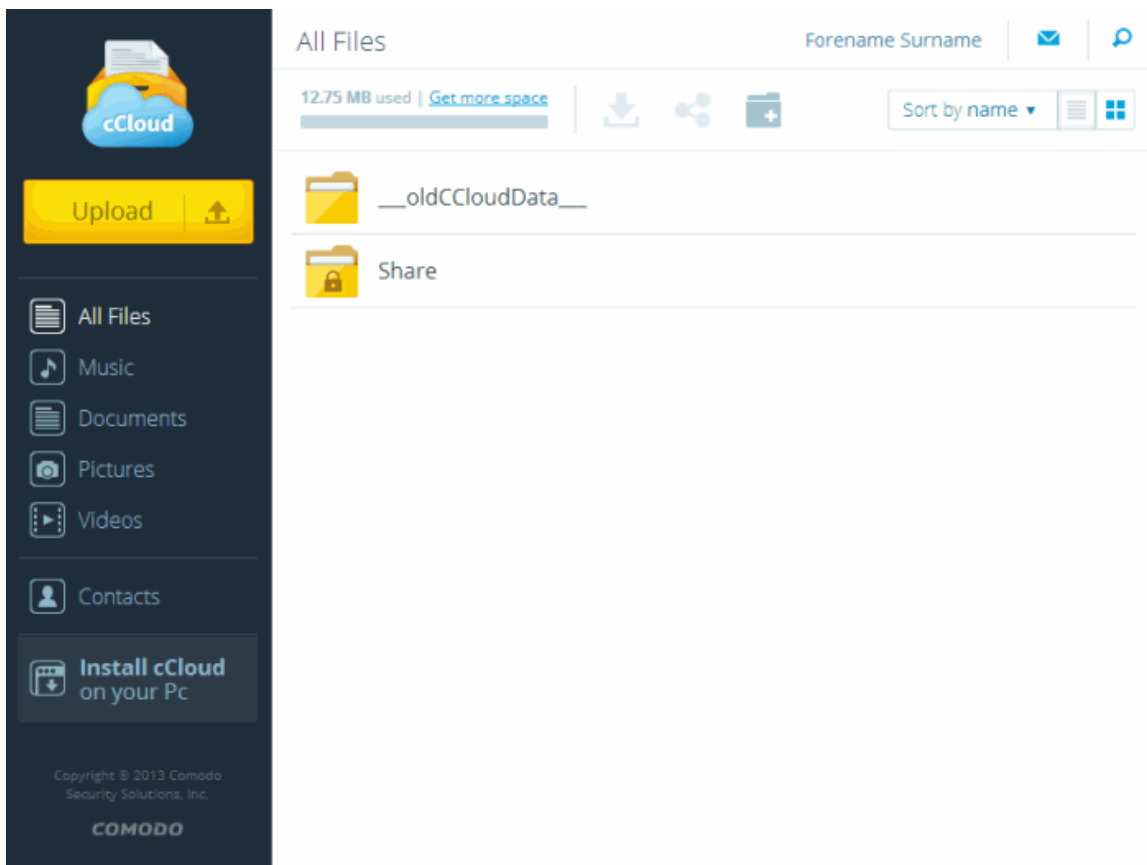 cCloud
Upload
All Files
Music
Documents
Pictures
Videos
Contacts
Install cCloud
on your Pc
Copyright © 2013 Comodo
Security Solutions, Inc.
COMODO
All Files
Forename Surname
12.75 MB used | Get more space
Sort by name
___oldCCloudData___
Share